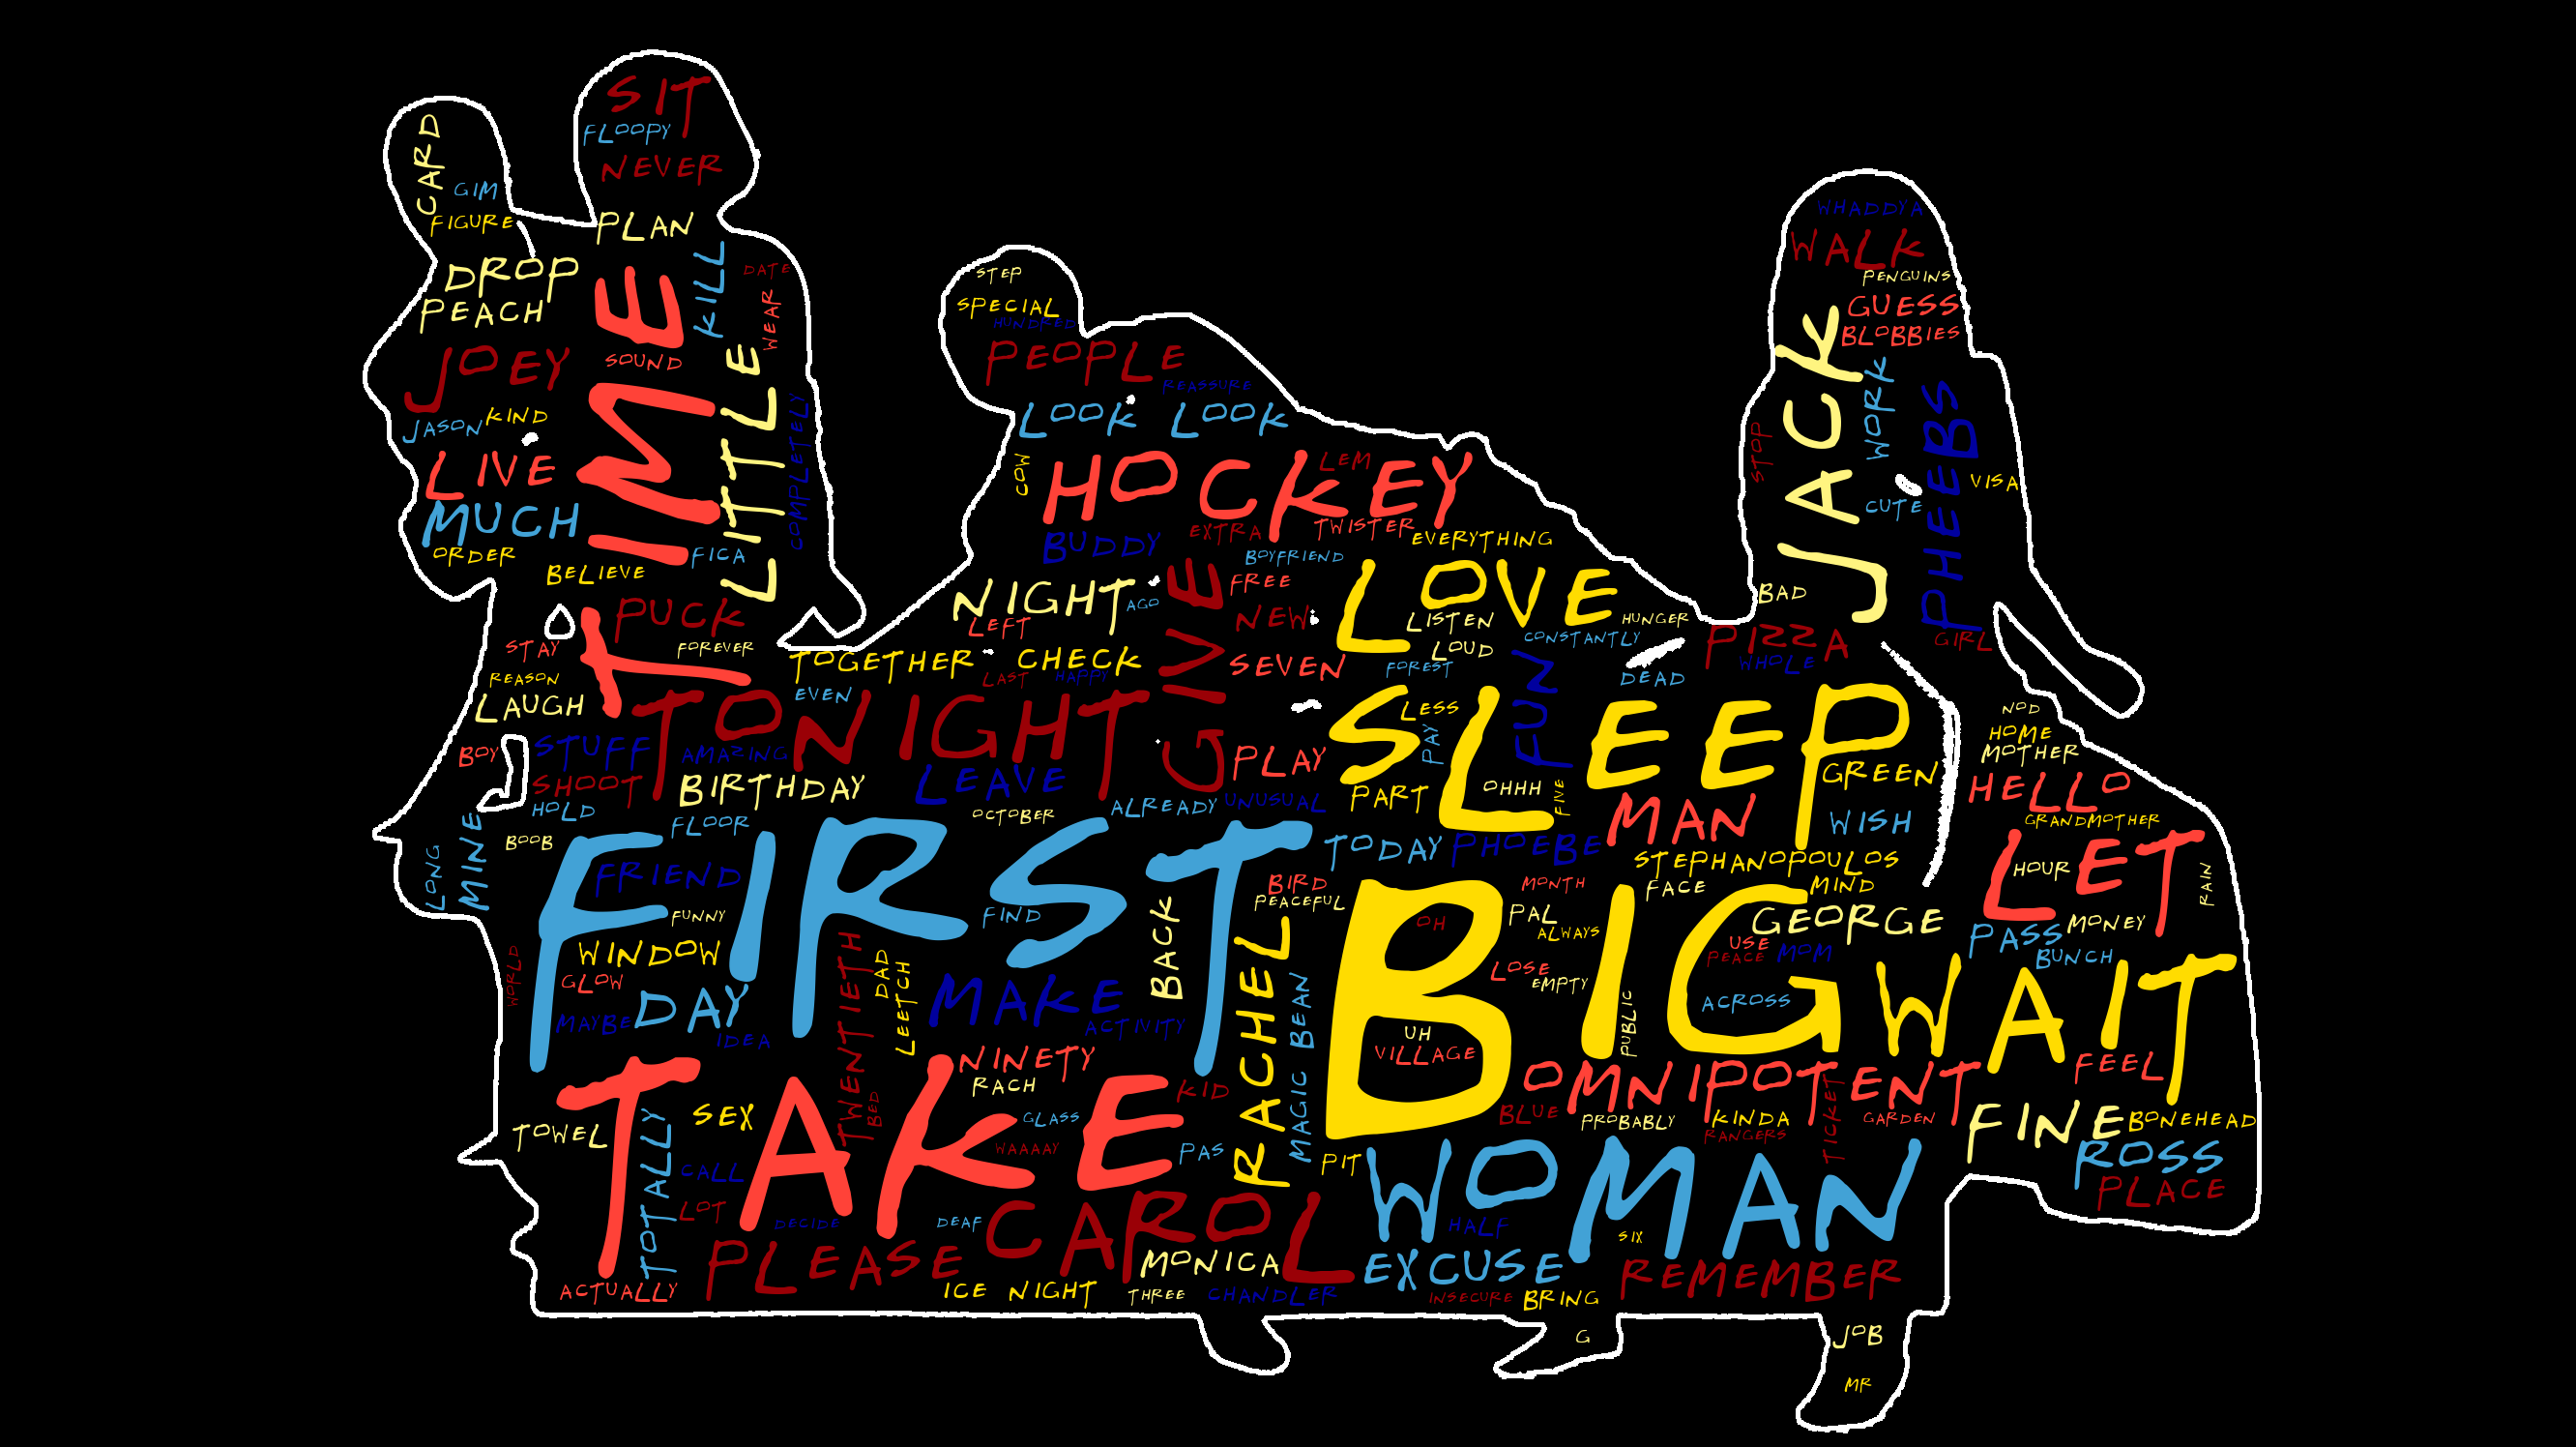 SIT
FLOOPY
NEVER
CARD
GIM
FIGURE
PLAN
DROP
PEACH
TIME
KILL
DATE
WEAR
JOEY
SOUND
LITTLE
JASON
KIND
LIVE
MUCH
COMPLETELY
ORDER
BELIEVE
FICA
PUCK
STAY
FOREVER
REASON
LAUGH
STEP
SPECIAL
HUNDRED
PEOPLE
REASSURE
LOOK LOOK
COW
HOCKEY
LEM
BUDDY
EXTRA
TWISTER
EVERYTHING
BOYFRIEND
NIGHT
AGO
GIVE
FREE
LOVE
LEFT
NEW
LISTEN
HUNGER
CONSTANTLY
LOUD
TOGETHER
CHECK
SEVEN
FOREST
LAST
HAPPY
EVEN
WHADDYA
WALK
PENGUINS
GUESS
BLOBBIES
JACK
WORK
PHEEBS
STOP
VISA
CUTE
BAD
PIZZA
GIRL
WHOLE
DEAD
FUN
TONIGHT
SLEEP
LESS
PAY
NOD
HOME
MOTHER
BOY
STUFF
AMAZING
PLAY
GREEN
SHOOT
BIRTHDAY
LEAVE
PART
OHHH
FIVE
HELLO
HOLD
FLOOR
OCTOBER
ALREADY
UNUSUAL
MAN
WISH
GRANDMOTHER
BOOB
MINE
LONG
TODAY
PHOEBE
STEPHANOPOULOS
LET
HOUR
RAIN
FIRST
FRIEND
BIRD
PEACEFUL
MONTH
FACE
MIND
FUNNY
FIND
BACK
BIG
OH
PAL
ALWAYS
GEORGE
MONEY
WINDOW
TWENTIETH
DAD
LEETCH
RACHEL
USE
PEACE
MOM
PASS
BUNCH
WORLD
GLOW
MAKE
MAGIC BEAN
LOSE
EMPTY
WAIT
MAYBE
DAY
ACTIVITY
ACROSS
PUBLIC
IDEA
UH
VILLAGE
NINETY
OMNIPOTENT
FEEL
TAKE
RACH
KID
BLUE
PROBABLY
KINDA
TICKET
GARDEN
FINE
BONEHEAD
TOWEL
TOTALLY
SEX
BED
GLASS
RANGERS
WAAAAY
PAS
PIT
WOMAN
ROSS
PLACE
CALL
LOT
DECIDE
DEAF
CAROL
HALF
SIX
PLEASE
MONICA
EXCUSE
REMEMBER
ACTUALLY
ICE NIGHT
THREE
CHANDLER
INSECURE
BRING
G
JOB
MR